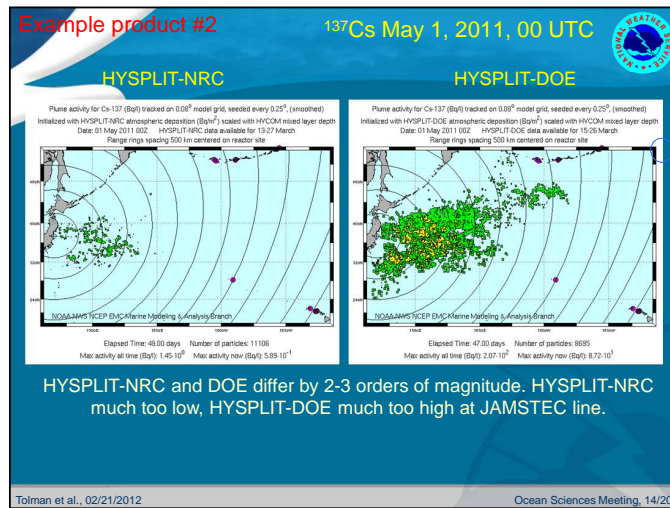 Example product #2
¹³⁷Cs May 1, 2011, 00 UTC
NATIONAL WEATHER SERVICE
HYSPLIT-NRC
HYSPLIT-DOE
Plume activity for Cs-137 (Bq/l) tracked on 0.08° model grid, seeded every 0.25°, (smoothed)
Initialized with HYSPLIT-NRC atmospheric deposition (Bq/m²) scaled with HYCOM mixed layer depth
Date: 01 May 2011 00Z HYSPLIT-NRC data available for 13-27 March
Range rings spacing 500 km centered on reactor site
NOAA NWS NCEP EMC Marine Modeling & Analysis Branch
Elapsed Time: 48.00 days Number of particles: 11106
Max activity all time (Bq/l): 1.45·10⁰ Max activity now (Bq/l): 5.89·10⁻¹
Plume activity for Cs-137 (Bq/l) tracked on 0.08° model grid, seeded every 0.25°, (smoothed)
Initialized with HYSPLIT-DOE atmospheric deposition (Bq/m²) scaled with HYCOM mixed layer depth
Date: 01 May 2011 00Z HYSPLIT-DOE data available for 15-26 March
Range rings spacing 500 km centered on reactor site
NOAA NWS NCEP EMC Marine Modeling & Analysis Branch
Elapsed Time: 47.00 days Number of particles: 8695
Max activity all time (Bq/l): 2.07·10² Max activity now (Bq/l): 8.72·10¹
HYSPLIT-NRC and DOE differ by 2-3 orders of magnitude. HYSPLIT-NRC
much too low, HYSPLIT-DOE much too high at JAMSTEC line.
Tolman et al., 02/21/2012
Ocean Sciences Meeting, 14/20